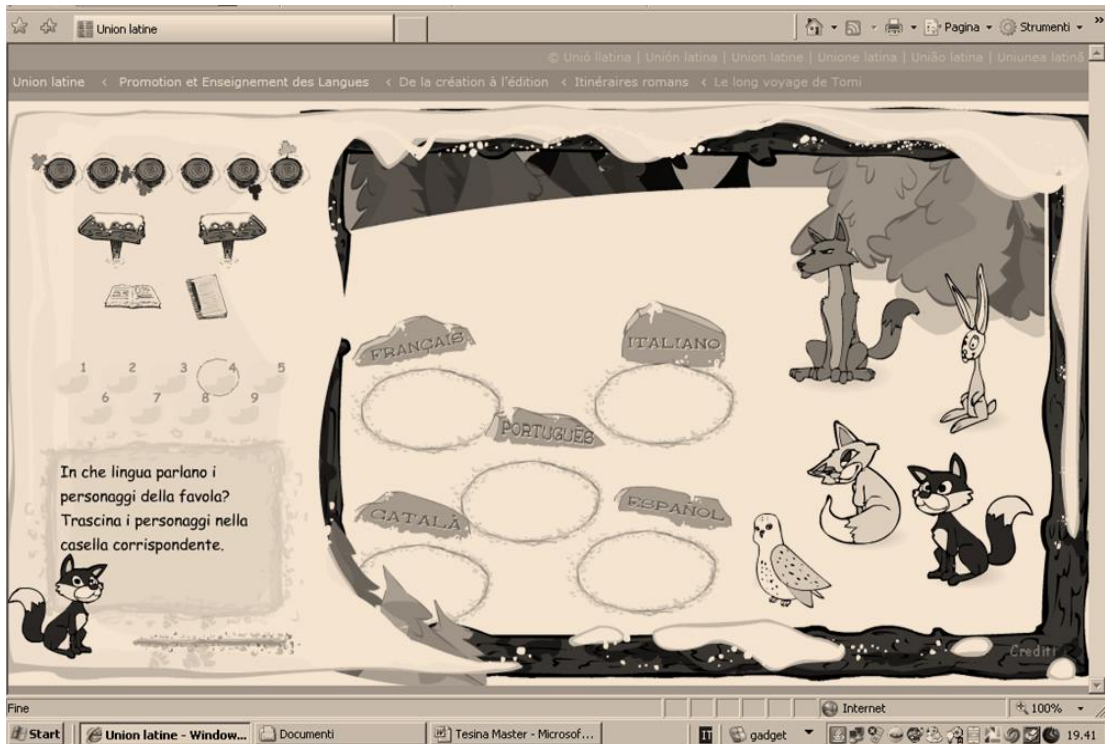 Union latine
Pagina
Strumenti
»
© Unió llatina | Unión latina | Union latine | Unione latina | União latina | Uniunea latină
Union latine < Promotion et Enseignement des Langues < De la création à l'édition < Itinéraires romans < Le long voyage de Tomi
FRANÇAIS
ITALIANO
1 2 3 4 5
6 7 8 9
PORTUGUÊS
In che lingua parlano i
personaggi della favola?
Trascina i personaggi nella
casella corrispondente.
CATALÀ
ESPAÑOL
Crediti
Fine
Internet
100%
Start
Union latine - Window...
Documenti
Tesina Master - Microsof...
IT
gadget
19.41